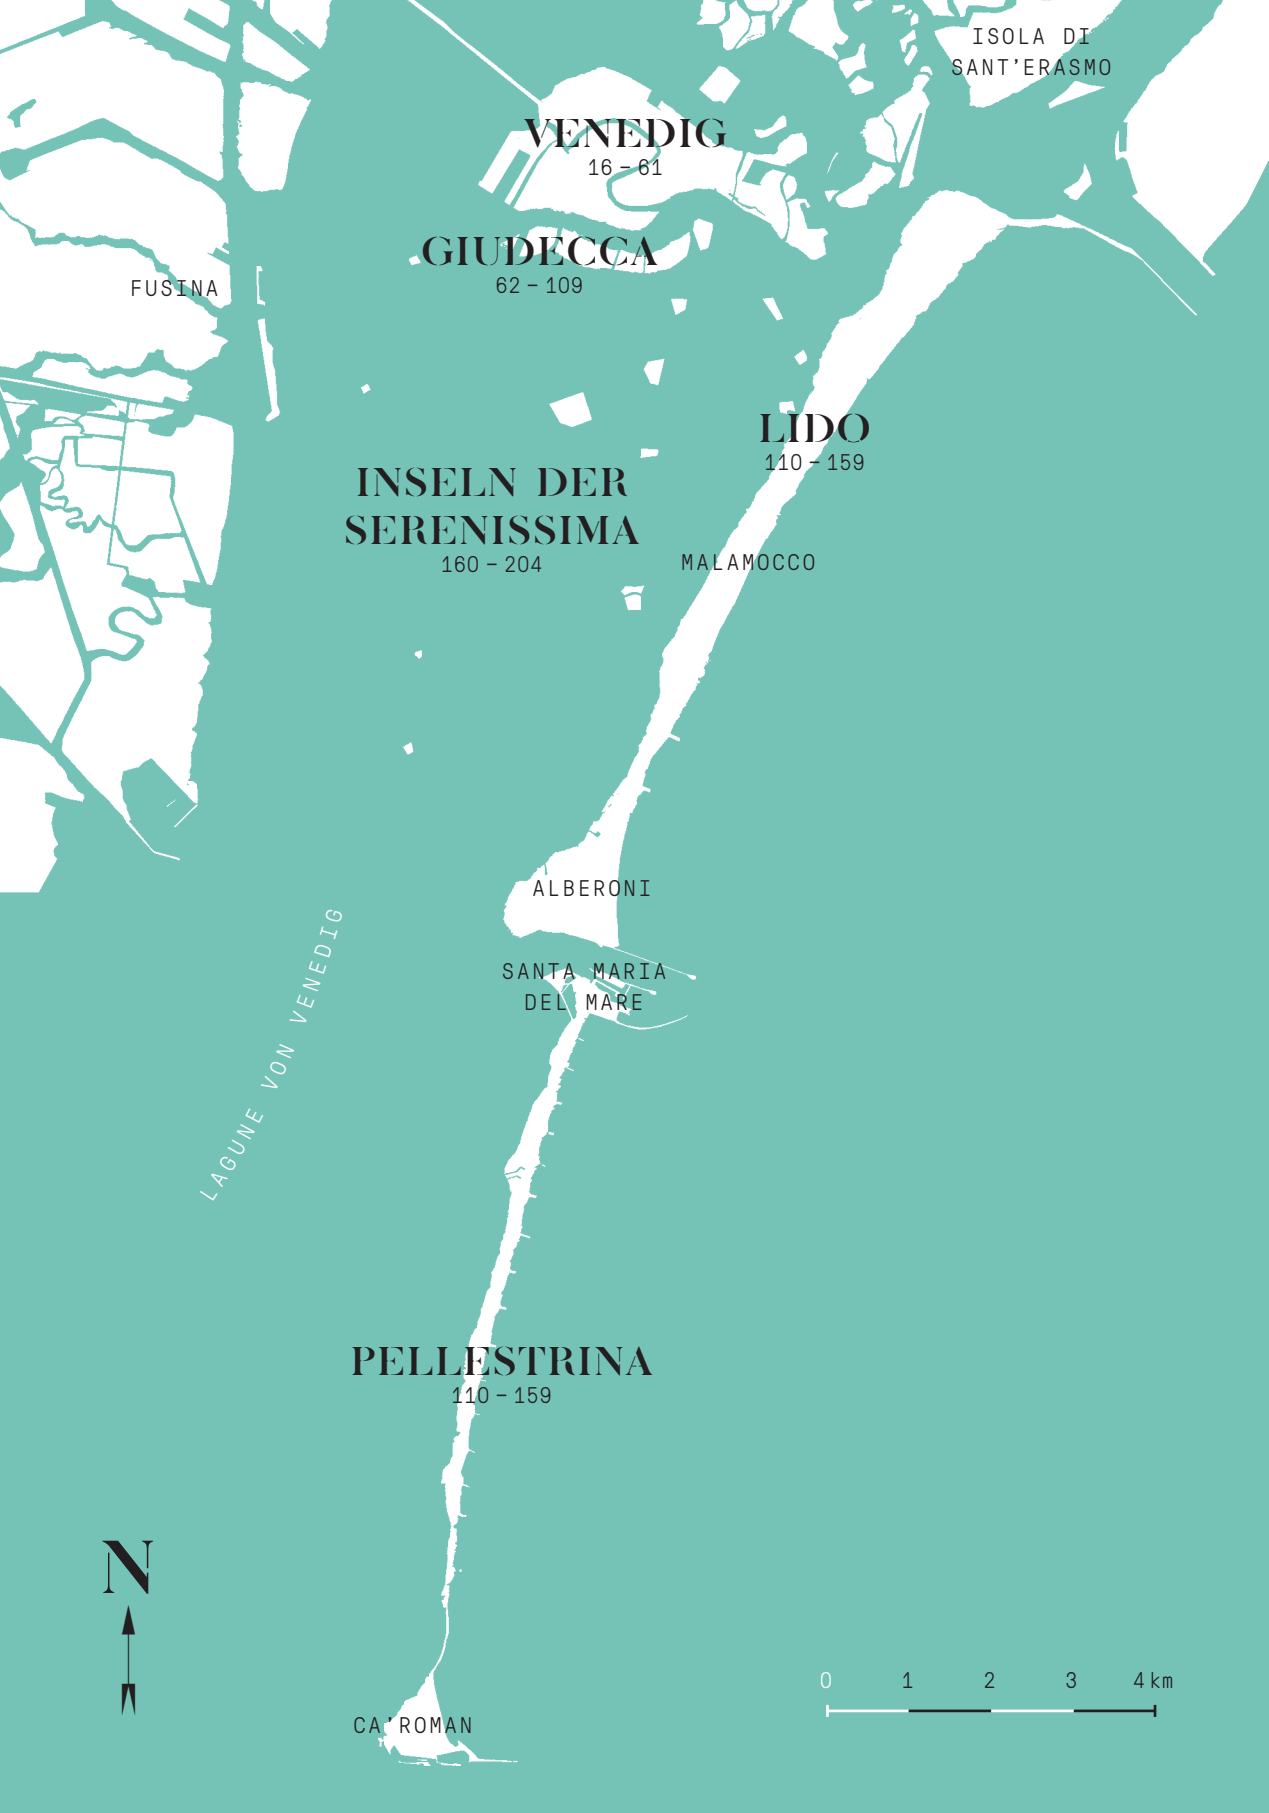 ISOLA DI
SANT’ERASMO
VENEDIG
16 – 61
GIUDECCA
62 – 109
FUSINA
LIDO
110 – 159
INSELN DER
SERENISSIMA
160 – 204
MALAMOCCO
ALBERONI
SANTA MARIA
DEL MARE
LAGUNE VON VENEDIG
PELLESTRINA
110 – 159
N
0 1 2 3 4 km
CA’ROMAN